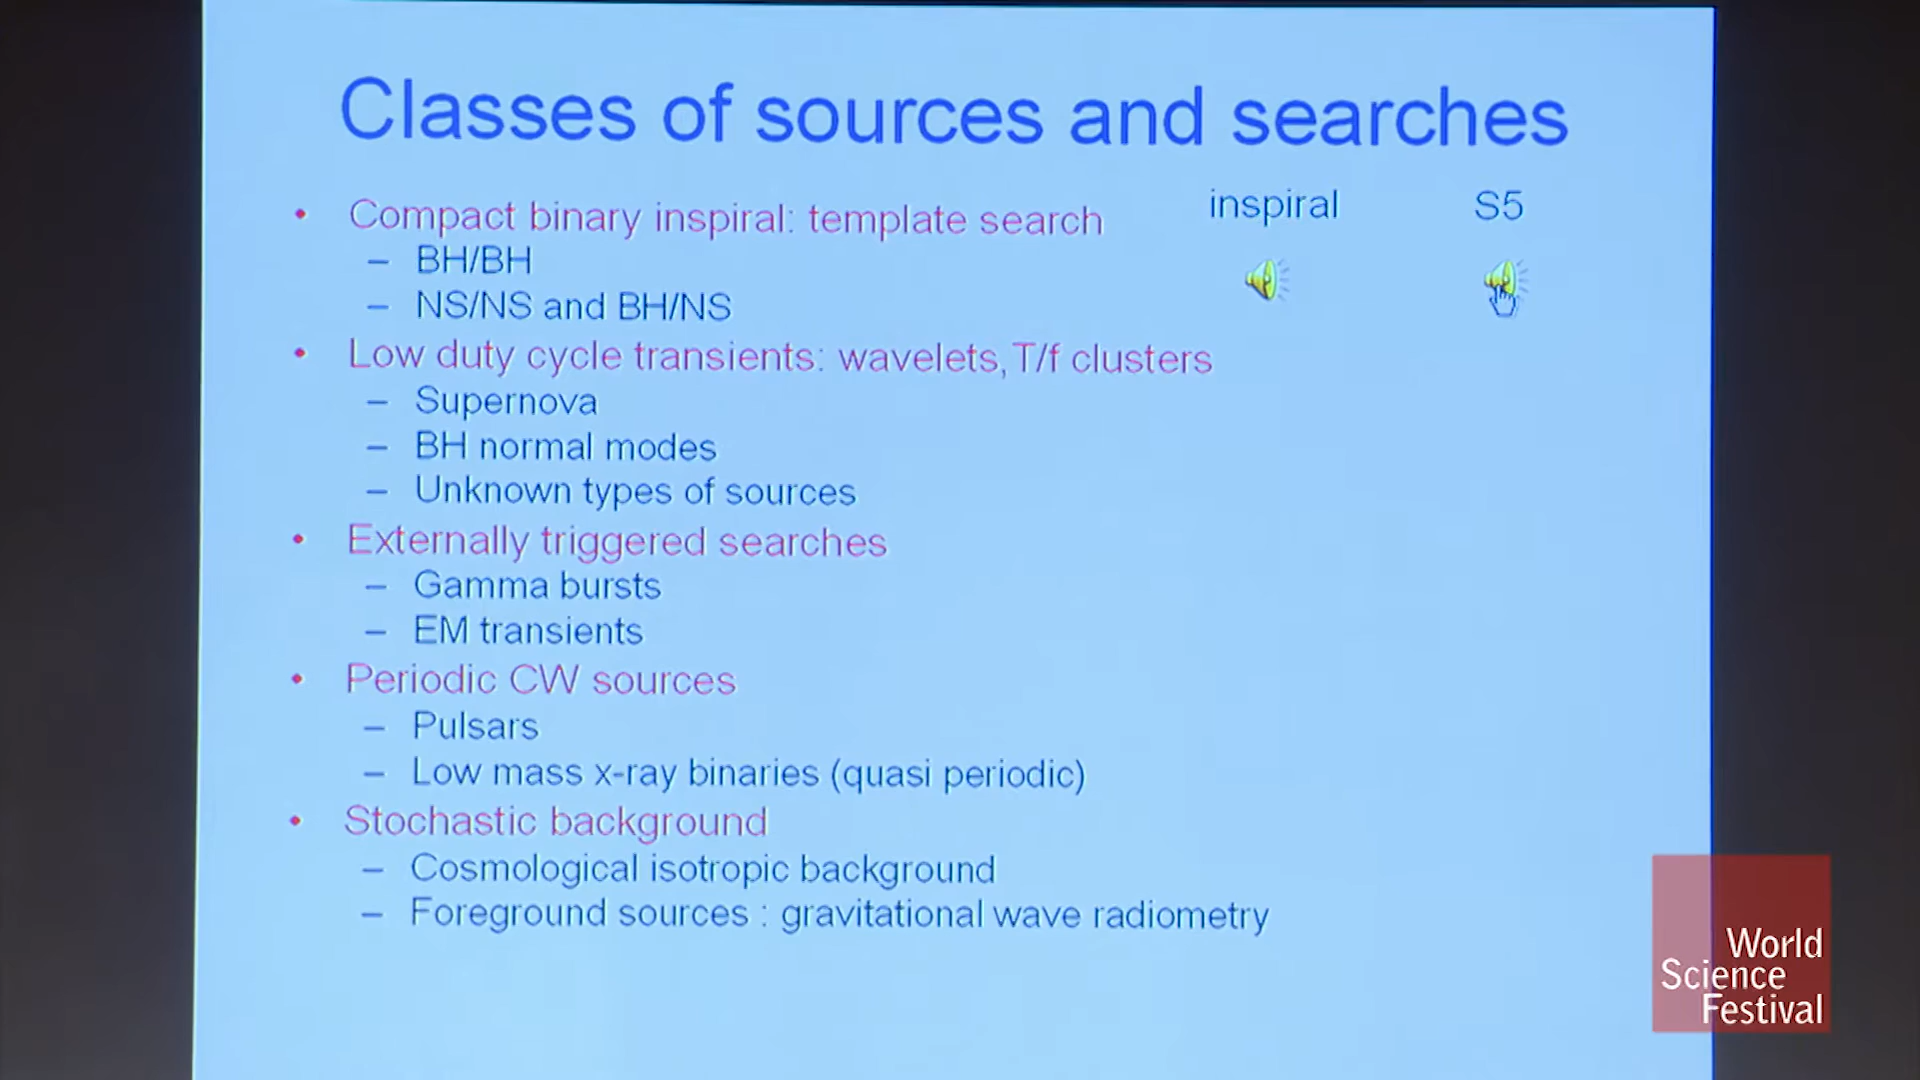 Classes of sources and searches
• Compact binary inspiral: template search
inspiral
S5
– BH/BH
– NS/NS and BH/NS
• Low duty cycle transients: wavelets,T/f clusters
– Supernova
– BH normal modes
– Unknown types of sources
• Externally triggered searches
– Gamma bursts
– EM transients
• Periodic CW sources
– Pulsars
– Low mass x-ray binaries (quasi periodic)
• Stochastic background
– Cosmological isotropic background
– Foreground sources : gravitational wave radiometry
World
Science
Festival